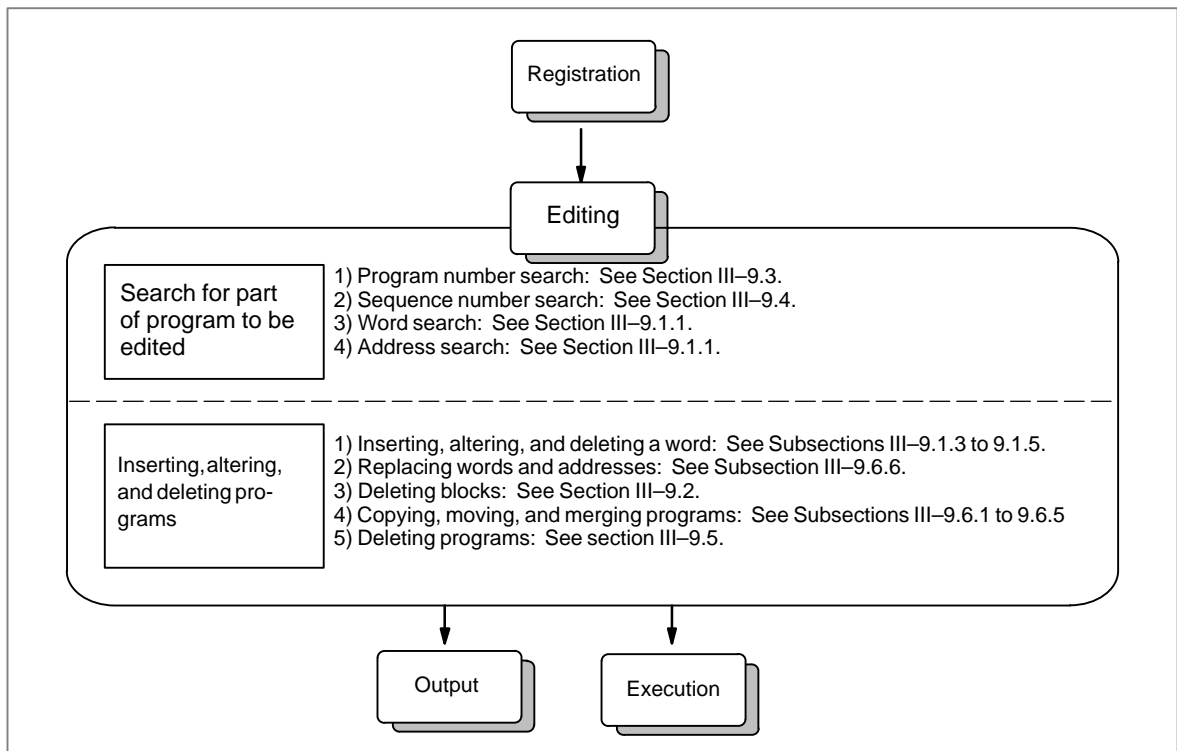 Registration
Editing
Search for part
of program to be
edited
1) Program number search: See Section III–9.3.
2) Sequence number search: See Section III–9.4.
3) Word search: See Section III–9.1.1.
4) Address search: See Section III–9.1.1.
Inserting, altering,
and deleting pro-
grams
1) Inserting, altering, and deleting a word: See Subsections III–9.1.3 to 9.1.5.
2) Replacing words and addresses: See Subsection III–9.6.6.
3) Deleting blocks: See Section III–9.2.
4) Copying, moving, and merging programs: See Subsections III–9.6.1 to 9.6.5
5) Deleting programs: See section III–9.5.
Output
Execution